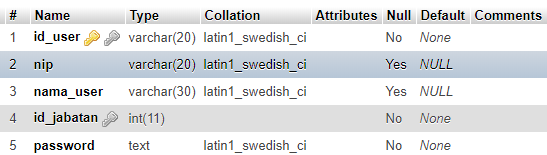 # Name Type Collation Attributes Null Default Comments
1 id_user varchar(20) latin1_swedish_ci No None
2 nip varchar(20) latin1_swedish_ci Yes NULL
3 nama_user varchar(30) latin1_swedish_ci Yes NULL
4 id_jabatan int(11) No None
5 password text latin1_swedish_ci No None